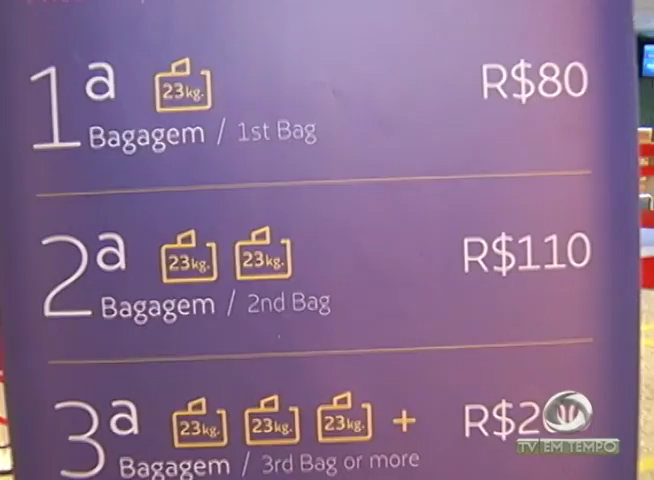 1ª 23kg. R$80
Bagagem / 1st Bag
2ª 23kg. 23kg. R$110
Bagagem / 2nd Bag
3ª 23kg. 23kg. 23kg. +
Bagagem / 3rd Bag or more
TV EM TEMPO